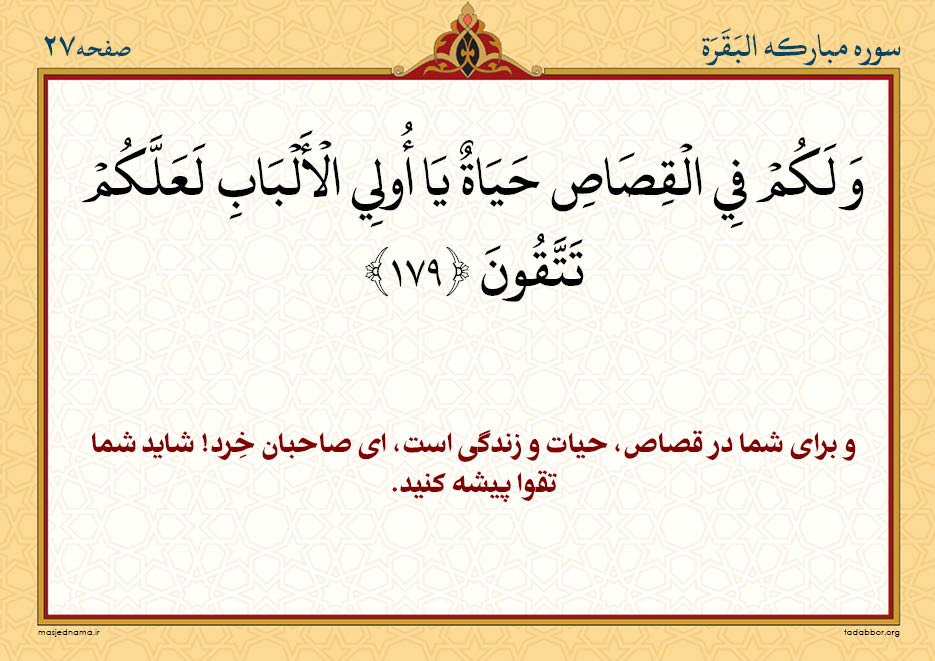 سوره مبارکه البَقَرَة
صفحه۲۷
وَلَكُمْ فِي الْقِصَاصِ حَيَاةٌ يَا أُولِي الْأَلْبَابِ لَعَلَّكُمْ
تَتَّقُونَ ﴿۱۷۹﴾
و برای شما در قصاص، حیات و زندگی است، ای صاحبان خِرد! شاید شما
تقوا پیشه کنید.
masjednama.ir
tadabbor.org